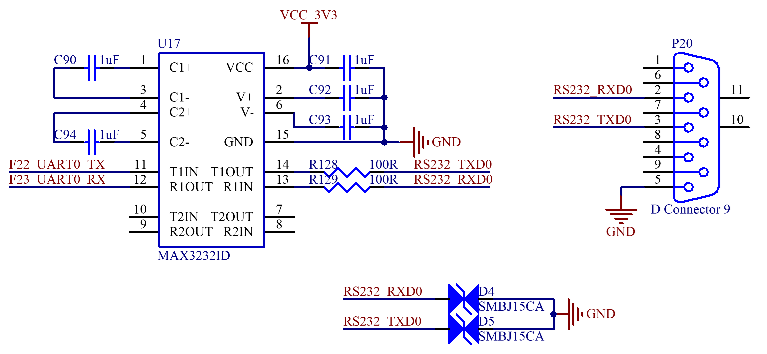 VCC_3V3
U17
P20
C90 1uF 1 C1+ VCC 16 C91 1uF
3 C1- V+ 2 C92 1uF
4 C2+ V- 6 C93 1uF
C94 1uF 5 C2- GND 15 GND
F22_UART0_TX 11 T1IN T1OUT 14 R128 100R RS232_TXD0
F23_UART0_RX 12 R1OUT R1IN 13 R129 100R RS232_RXD0
10 T2IN T2OUT 7
9 R2OUT R2IN 8
MAX3232ID
1
6
RS232_RXD0 2 11
7
RS232_TXD0 3 10
8
4
9
5
GND
D Connector 9
RS232_RXD0 D4
SMBJ15CA
GND
RS232_TXD0 D5
SMBJ15CA